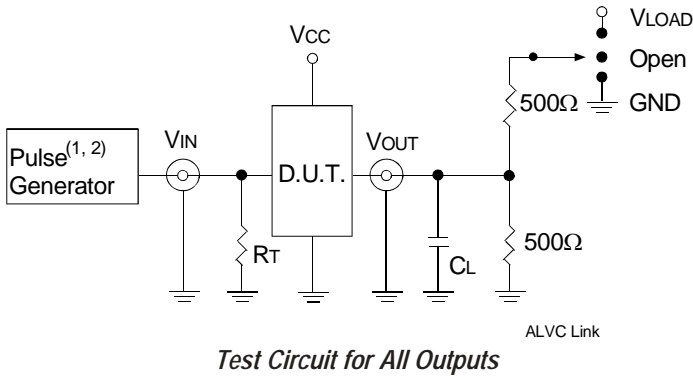 VLOAD
VCC
Open
500Ω
GND
VIN
VOUT
Pulse(1, 2)
Generator
D.U.T.
RT
CL
500Ω
ALVC Link
Test Circuit for All Outputs